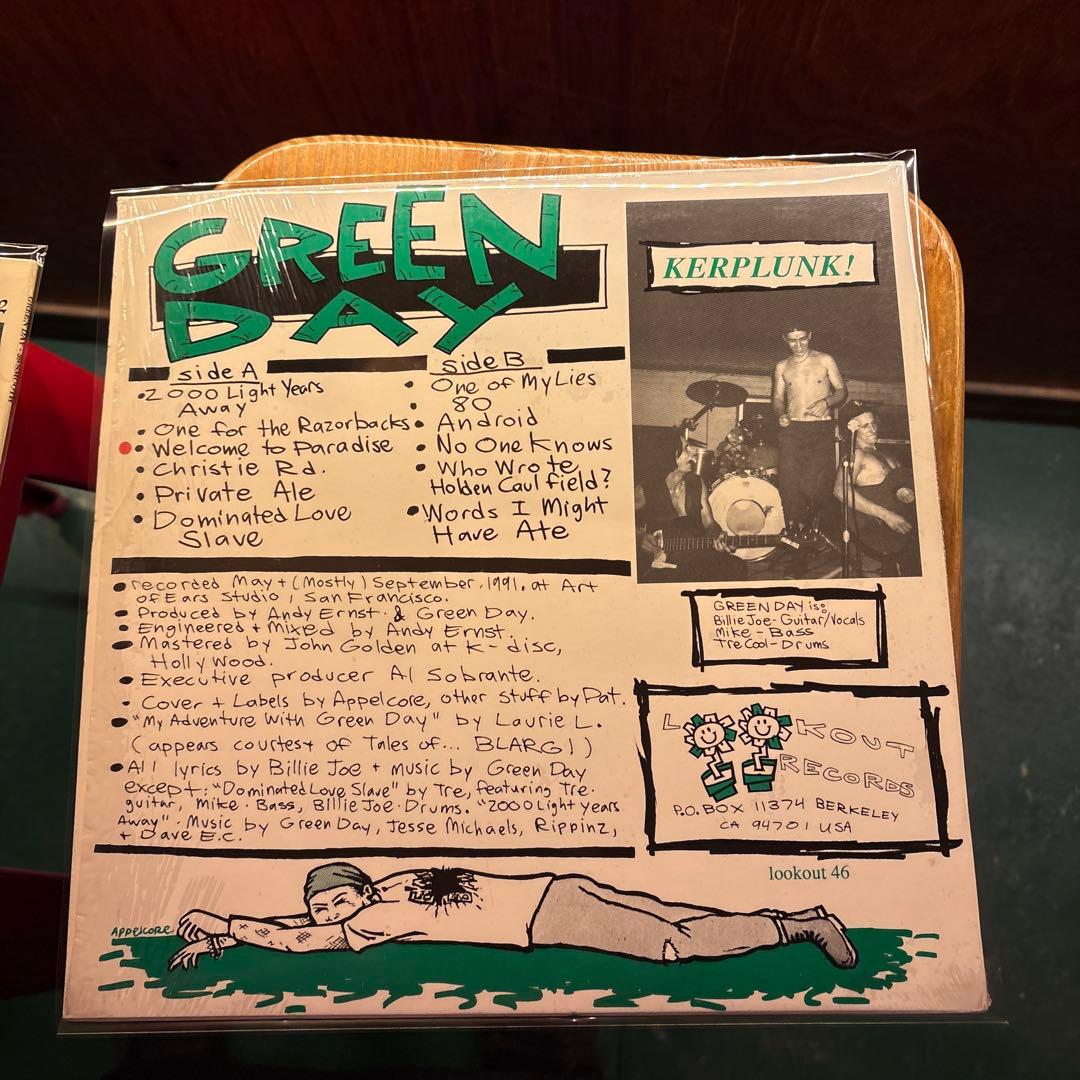 GREEN
DAY
KERPLUNK!
side A
• 2000 Light Years
Away
• One for the Razorbacks
• Welcome to Paradise
• Christie Rd.
• Private Ale
• Dominated Love
Slave
side B
• One of My Lies
• 80
• Android
• No One Knows
• Who Wrote
Holden Caulfield?
• Words I Might
Have Ate
• recorded May + (Mostly) September, 1991. at Art
of Ears Studio, San Francisco.
• Produced by Andy Ernst & Green Day.
• Engineered + Mixed by Andy Ernst.
• Mastered by John Golden at K-disc,
Hollywood.
• Executive producer Al Sobrante.
• Cover + Labels by Appelcore, other stuff by Pat.
• "My Adventure With Green Day" by Laurie L.
(appears courtesy of Tales of... BLARG!)
• All lyrics by Billie Joe + music by Green Day
except: "Dominated Love Slave" by Tre, featuring Tre·
guitar, Mike·Bass, Billie Joe·Drums. "2000 Light years
Away"· Music by Green Day, Jesse Michaels, Rippinz,
+ Dave E.C.
GREEN DAY is:
Billie Joe - Guitar/Vocals
Mike - Bass
Tre Cool - Drums
L KOUT
RECORDS
P.O. BOX 11374 BERKELEY
CA 94701 USA
lookout 46
APPELCORE